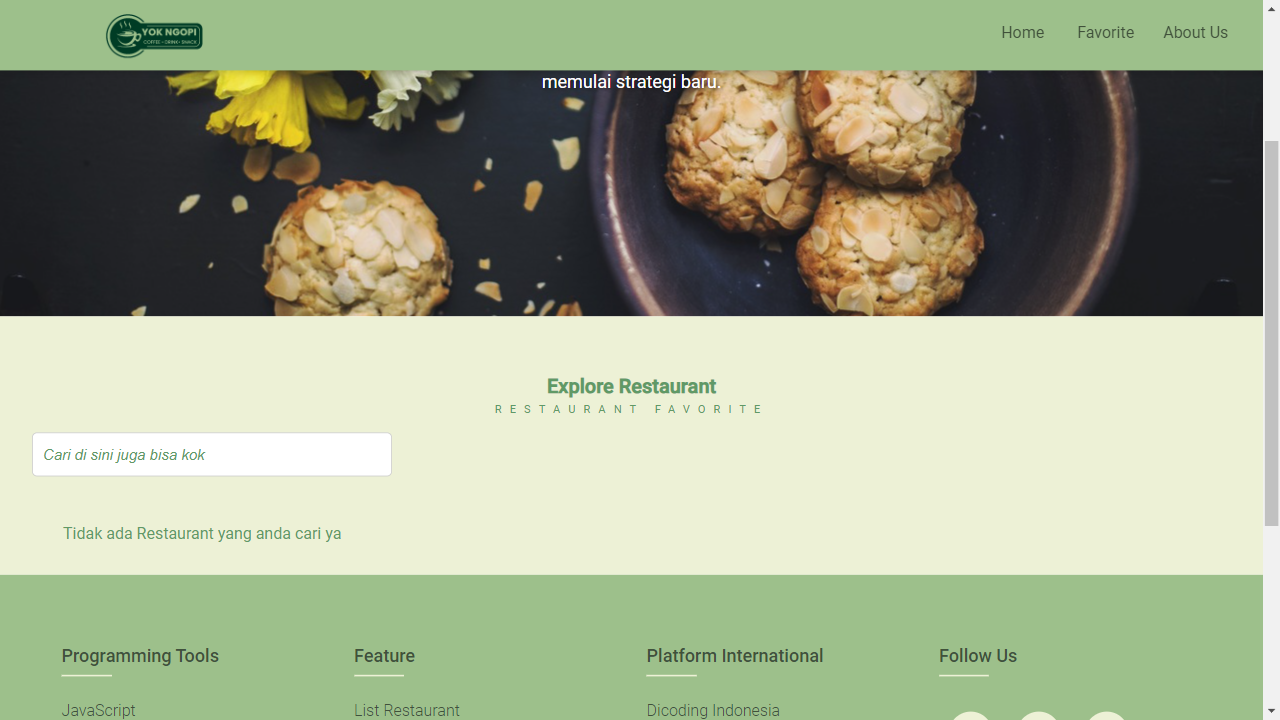 YOK NGOPI
COFFEE • DRINK • SNACK
Home
Favorite
About Us
memulai strategi baru.
Explore Restaurant
RESTAURANT FAVORITE
Cari di sini juga bisa kok
Tidak ada Restaurant yang anda cari ya
Programming Tools
Feature
Platform International
Follow Us
JavaScript
List Restaurant
Dicoding Indonesia